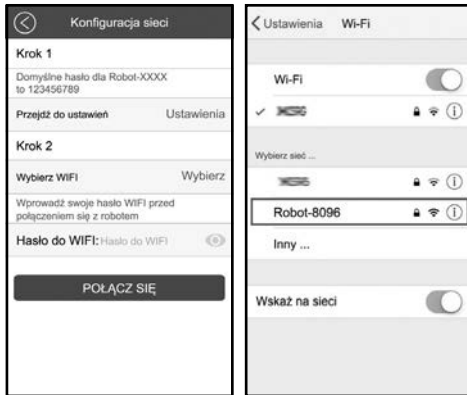 Konfiguracja sieci
Krok 1
Domyślne hasło dla Robot-XXXX
to 123456789
Przejdź do ustawień Ustawienia
Krok 2
Wybierz WIFI Wybierz
Wprowadź swoje hasło WIFI przed
połączeniem się z robotem
Hasło do WIFI: Hasło do WIFI
POŁĄCZ SIĘ
Ustawienia Wi-Fi
Wi-Fi
Wybierz sieć ...
Robot-8096
Inny ...
Wskaż na sieci